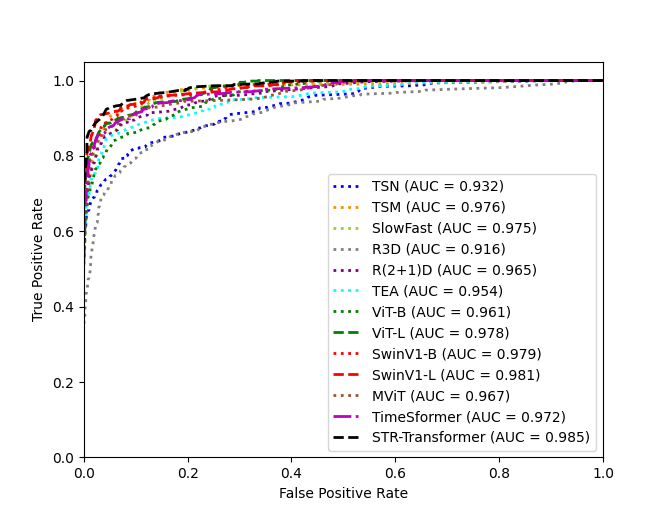 1.0
0.8
0.6
0.4
0.2
0.0
True Positive Rate
TSN (AUC = 0.932)
TSM (AUC = 0.976)
SlowFast (AUC = 0.975)
R3D (AUC = 0.916)
R(2+1)D (AUC = 0.965)
TEA (AUC = 0.954)
ViT-B (AUC = 0.961)
ViT-L (AUC = 0.978)
SwinV1-B (AUC = 0.979)
SwinV1-L (AUC = 0.981)
MViT (AUC = 0.967)
TimeSformer (AUC = 0.972)
STR-Transformer (AUC = 0.985)
0.0 0.2 0.4 0.6 0.8 1.0
False Positive Rate